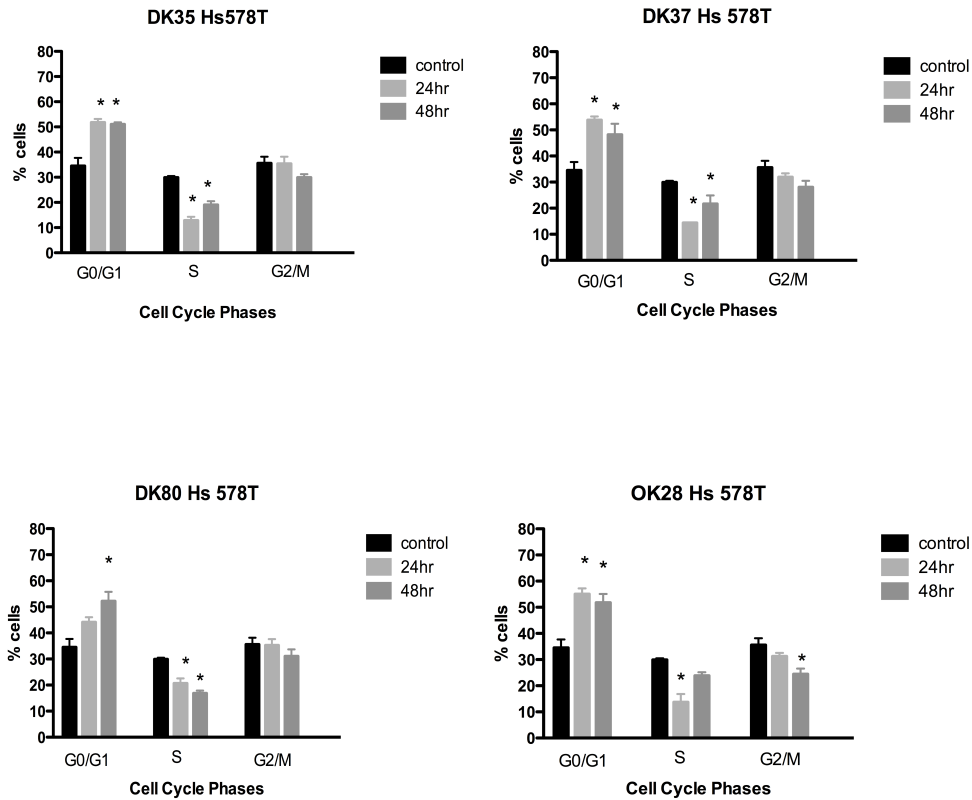 DK35 Hs578T
% cells
80
70
60
50
40
30
20
10
0
* *
* *
G0/G1 S G2/M
Cell Cycle Phases
control
24hr
48hr
DK37 Hs 578T
% cells
80
70
60
50
40
30
20
10
0
* *
* *
G0/G1 S G2/M
Cell Cycle Phases
control
24hr
48hr
DK80 Hs 578T
% cells
80
70
60
50
40
30
20
10
0
*
* *
G0/G1 S G2/M
Cell Cycle Phases
control
24hr
48hr
OK28 Hs 578T
% cells
80
70
60
50
40
30
20
10
0
* *
* *
G0/G1 S G2/M
Cell Cycle Phases
control
24hr
48hr